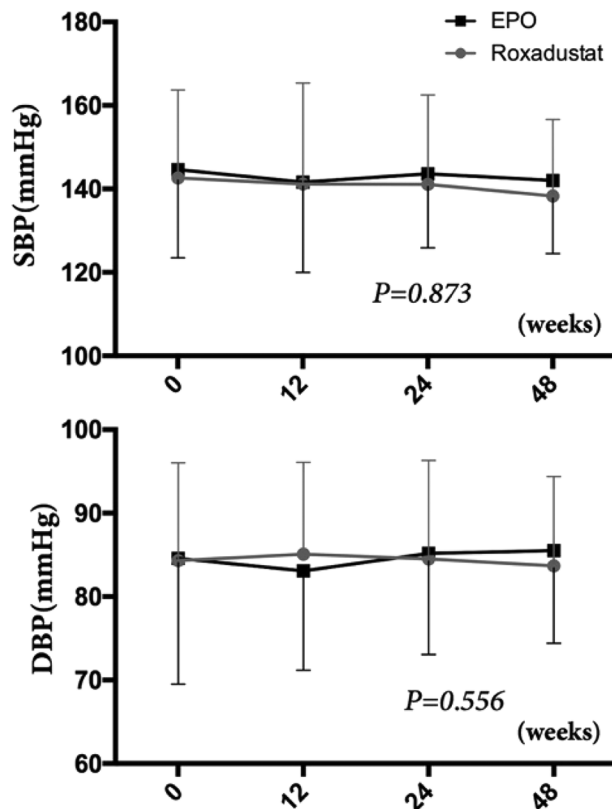 EPO
Roxadustat
SBP(mmHg)
180
160
140
120
100
P=0.873
(weeks)
0 12 24 48
DBP(mmHg)
100
90
80
70
60
P=0.556
(weeks)
0 12 24 48